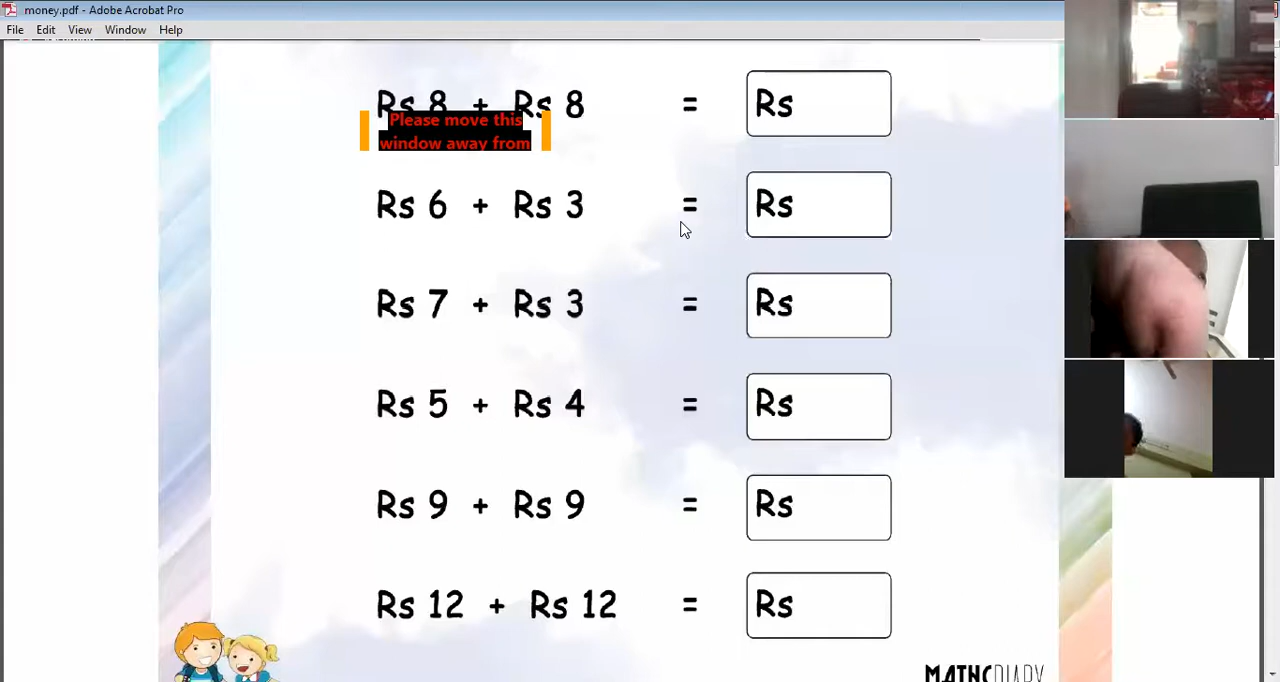 money.pdf - Adobe Acrobat Pro
File Edit View Window Help
Rs 8 + Rs 8 = Rs
Please move this
window away from
Rs 6 + Rs 3 = Rs
Rs 7 + Rs 3 = Rs
Rs 5 + Rs 4 = Rs
Rs 9 + Rs 9 = Rs
Rs 12 + Rs 12 = Rs
MATHSDIARY